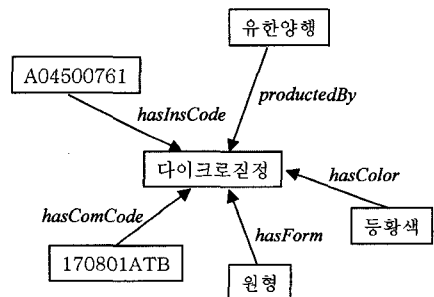 유한양행
A04500761
productedBy
hasInsCode
다이크로짇정
hasColor
hasComCode
등황색
hasForm
170801ATB
원형